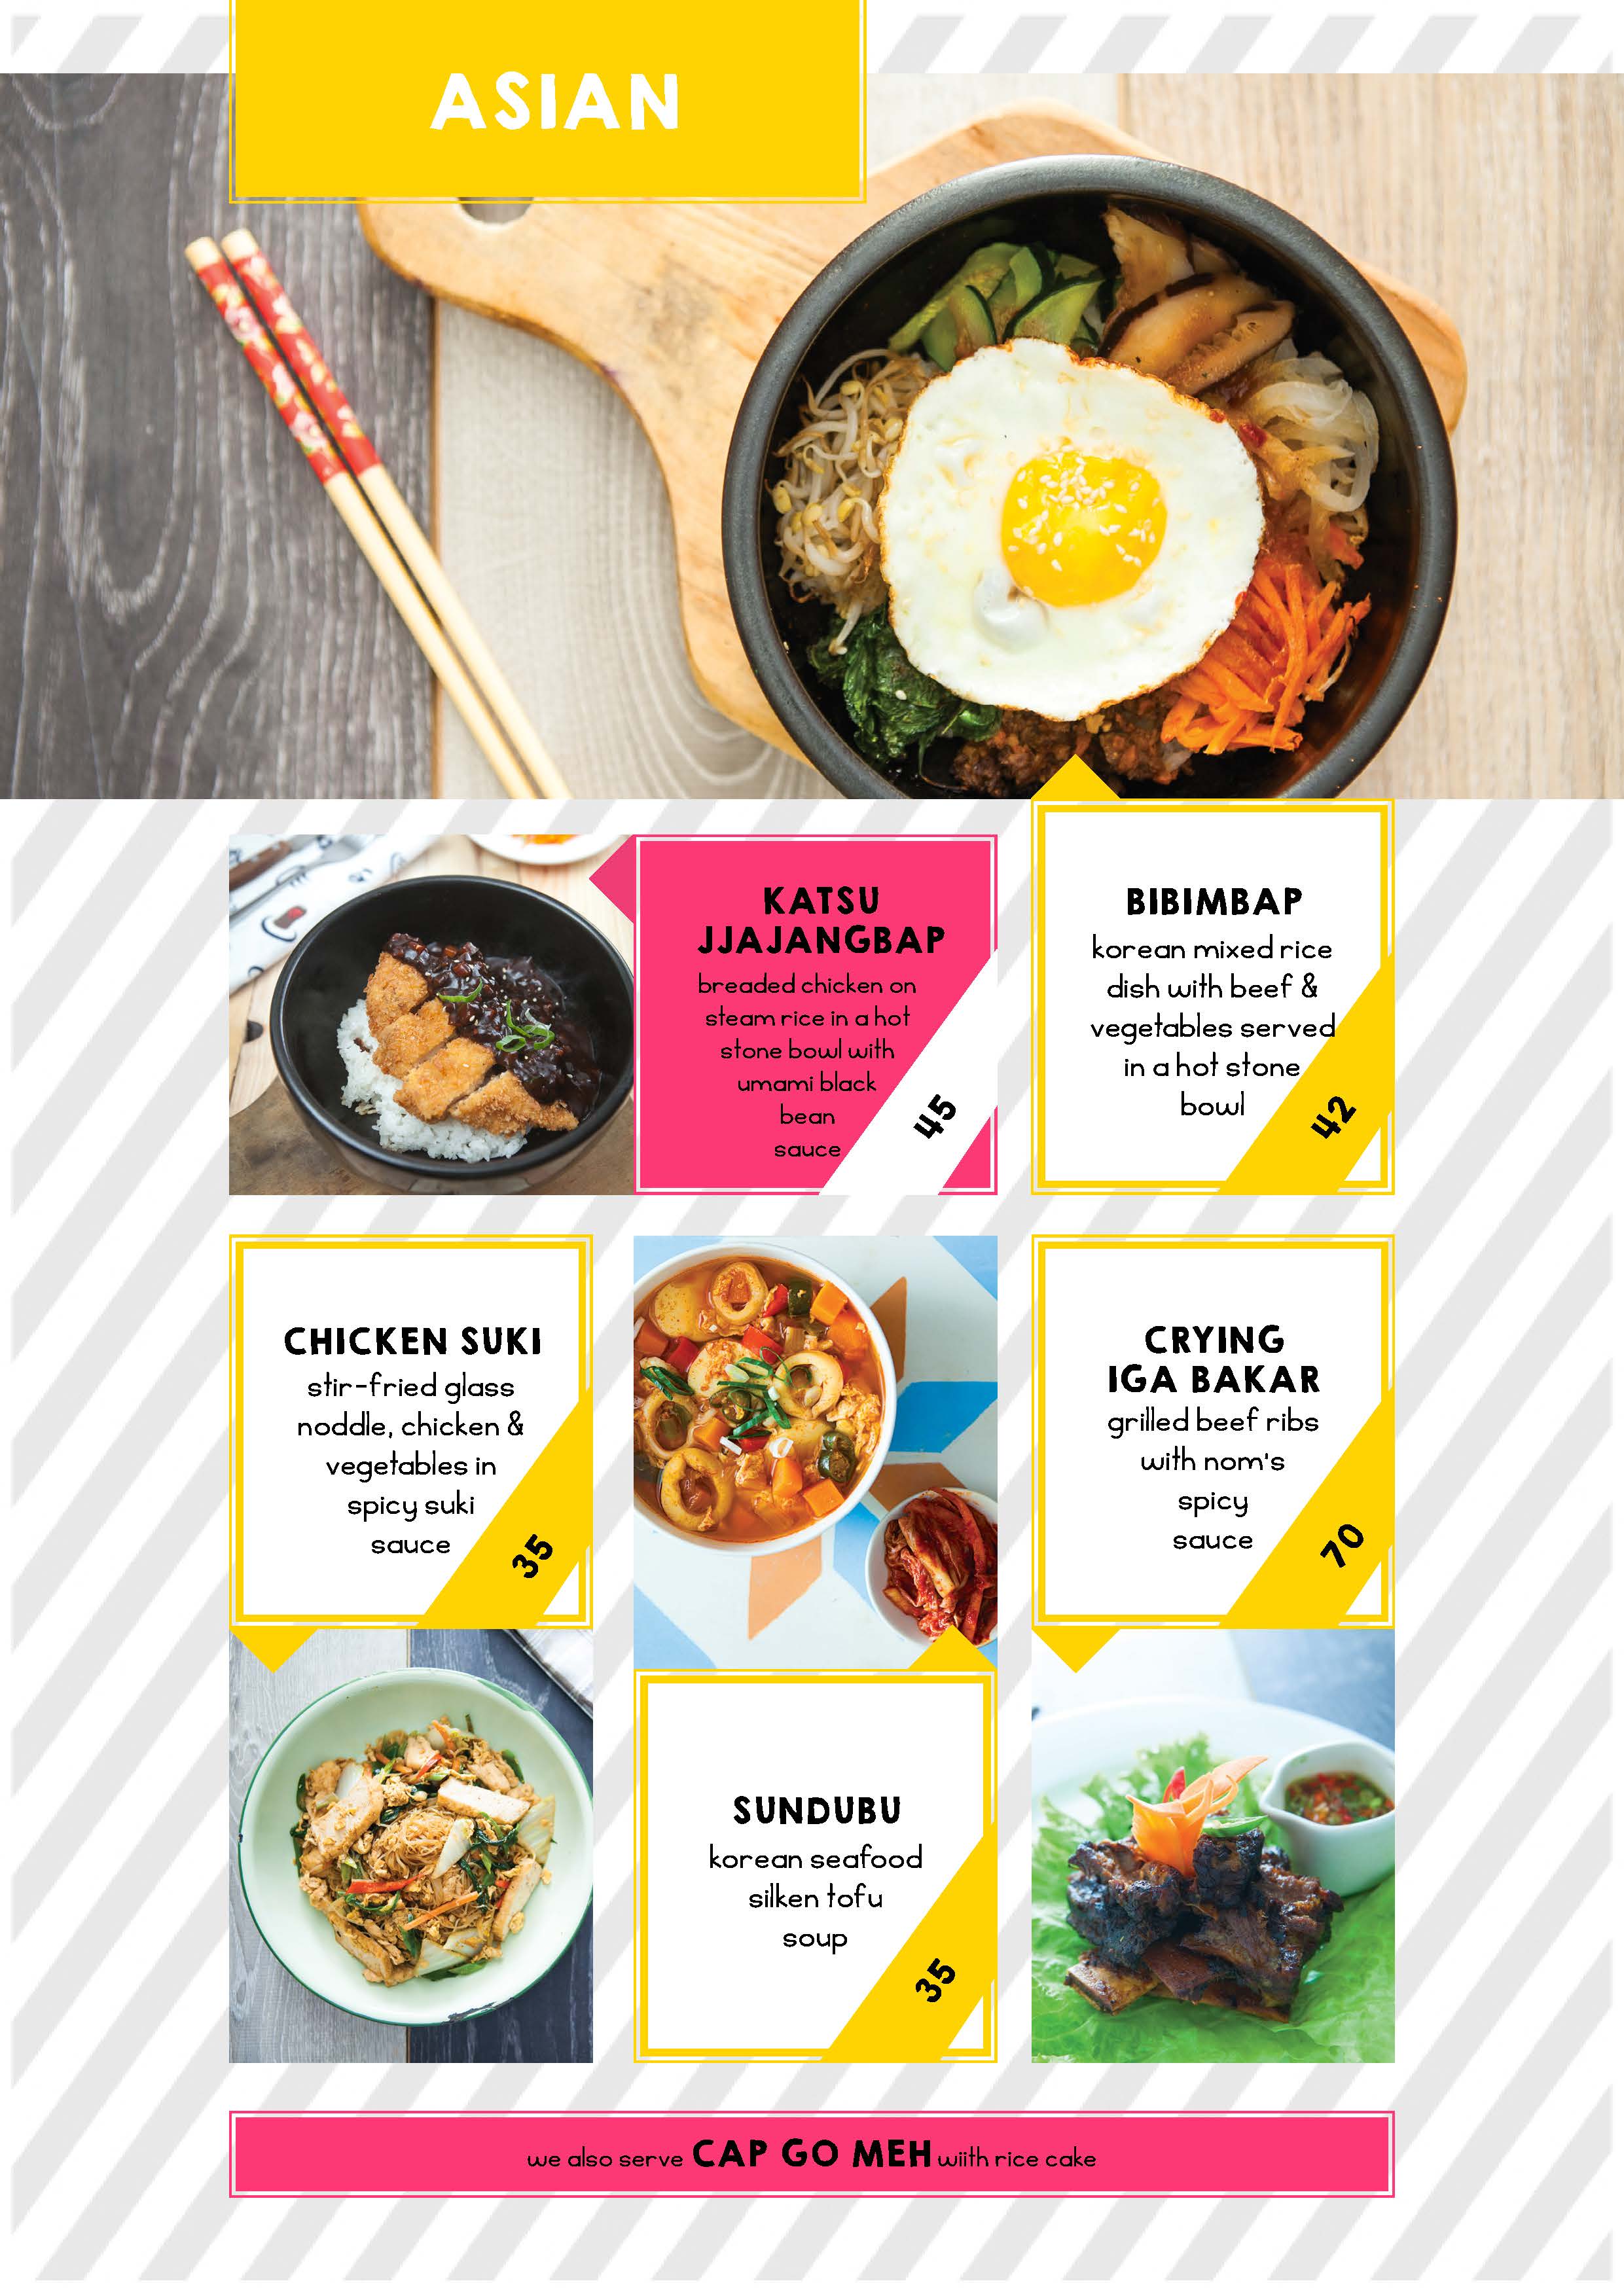 ASIAN
KATSU
JJAJANGBAP
breaded chicken on
steam rice in a hot
stone bowl with
umami black
bean
sauce
45
BIBIMBAP
korean mixed rice
dish with beef &
vegetables served
in a hot stone
bowl
42
CHICKEN SUKI
stir-fried glass
noddle, chicken &
vegetables in
spicy suki
sauce
35
CRYING
IGA BAKAR
grilled beef ribs
with nom's
spicy
sauce
70
SUNDUBU
korean seafood
silken tofu
soup
35
we also serve CAP GO MEH wiith rice cake